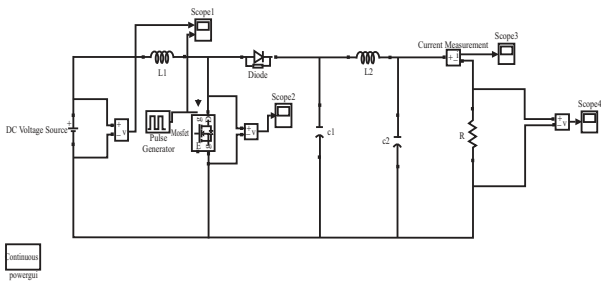 Scope1
L1
Diode
L2
Current Measurement
Scope3
Scope2
Scope4
DC Voltage Source
Pulse
Generator
Mosfet
c1
c2
R
Continuous
powergui